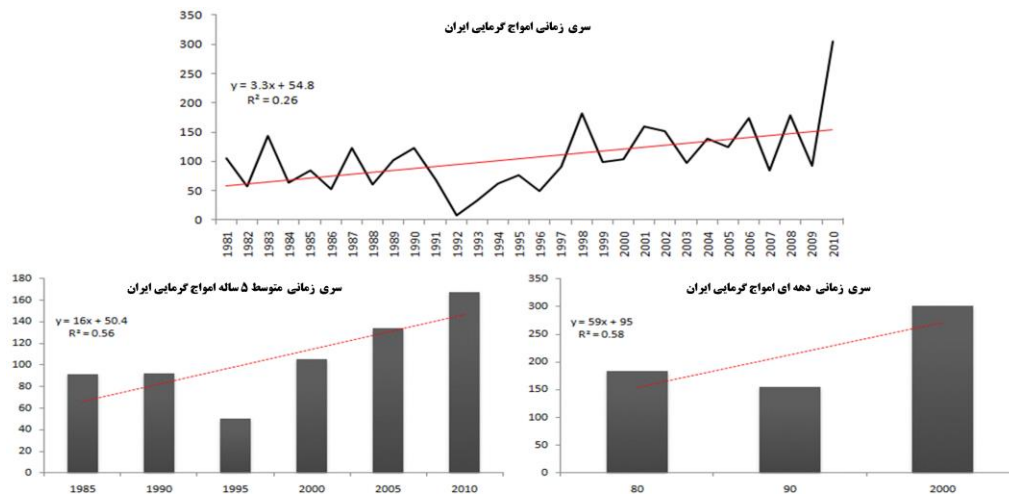 سری زمانی امواج گرمایی ایران
350
300
250
200
150
100
50
0
y = 3.3x + 54.8
R² = 0.26
1981 1982 1983 1984 1985 1986 1987 1988 1989 1990 1991 1992 1993 1994 1995 1996 1997 1998 1999 2000 2001 2002 2003 2004 2005 2006 2007 2008 2009 2010
سری زمانی متوسط ۵ ساله امواج گرمایی ایران
180
160
140
120
100
80
60
40
20
0
y = 16x + 50.4
R² = 0.56
1985 1990 1995 2000 2005 2010
سری زمانی دهه ای امواج گرمایی ایران
350
300
250
200
150
100
50
0
y = 59x + 95
R² = 0.58
80 90 2000